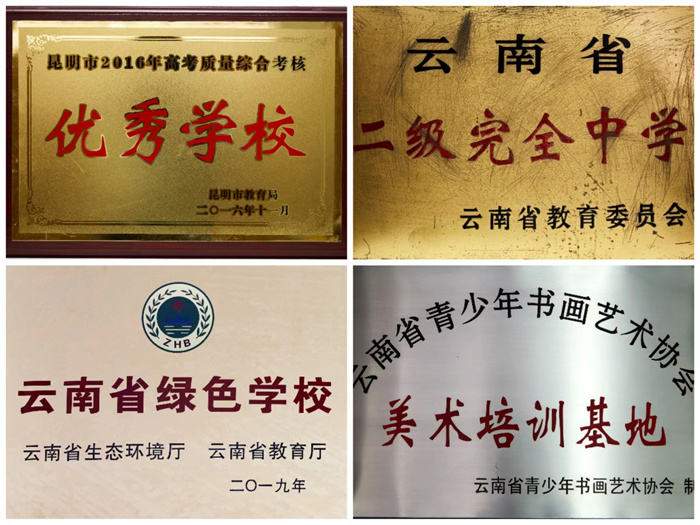 昆明市2016年高考质量综合考核
优秀学校
昆明市教育局
二〇一六年十一月
云南省
二级完全中学
云南省教育委员会
ZHB
云南省绿色学校
云南省生态环境厅 云南省教育厅
二〇一九年
云南省青少年书画艺术协会
美术培训基地
云南省青少年书画艺术协会 制